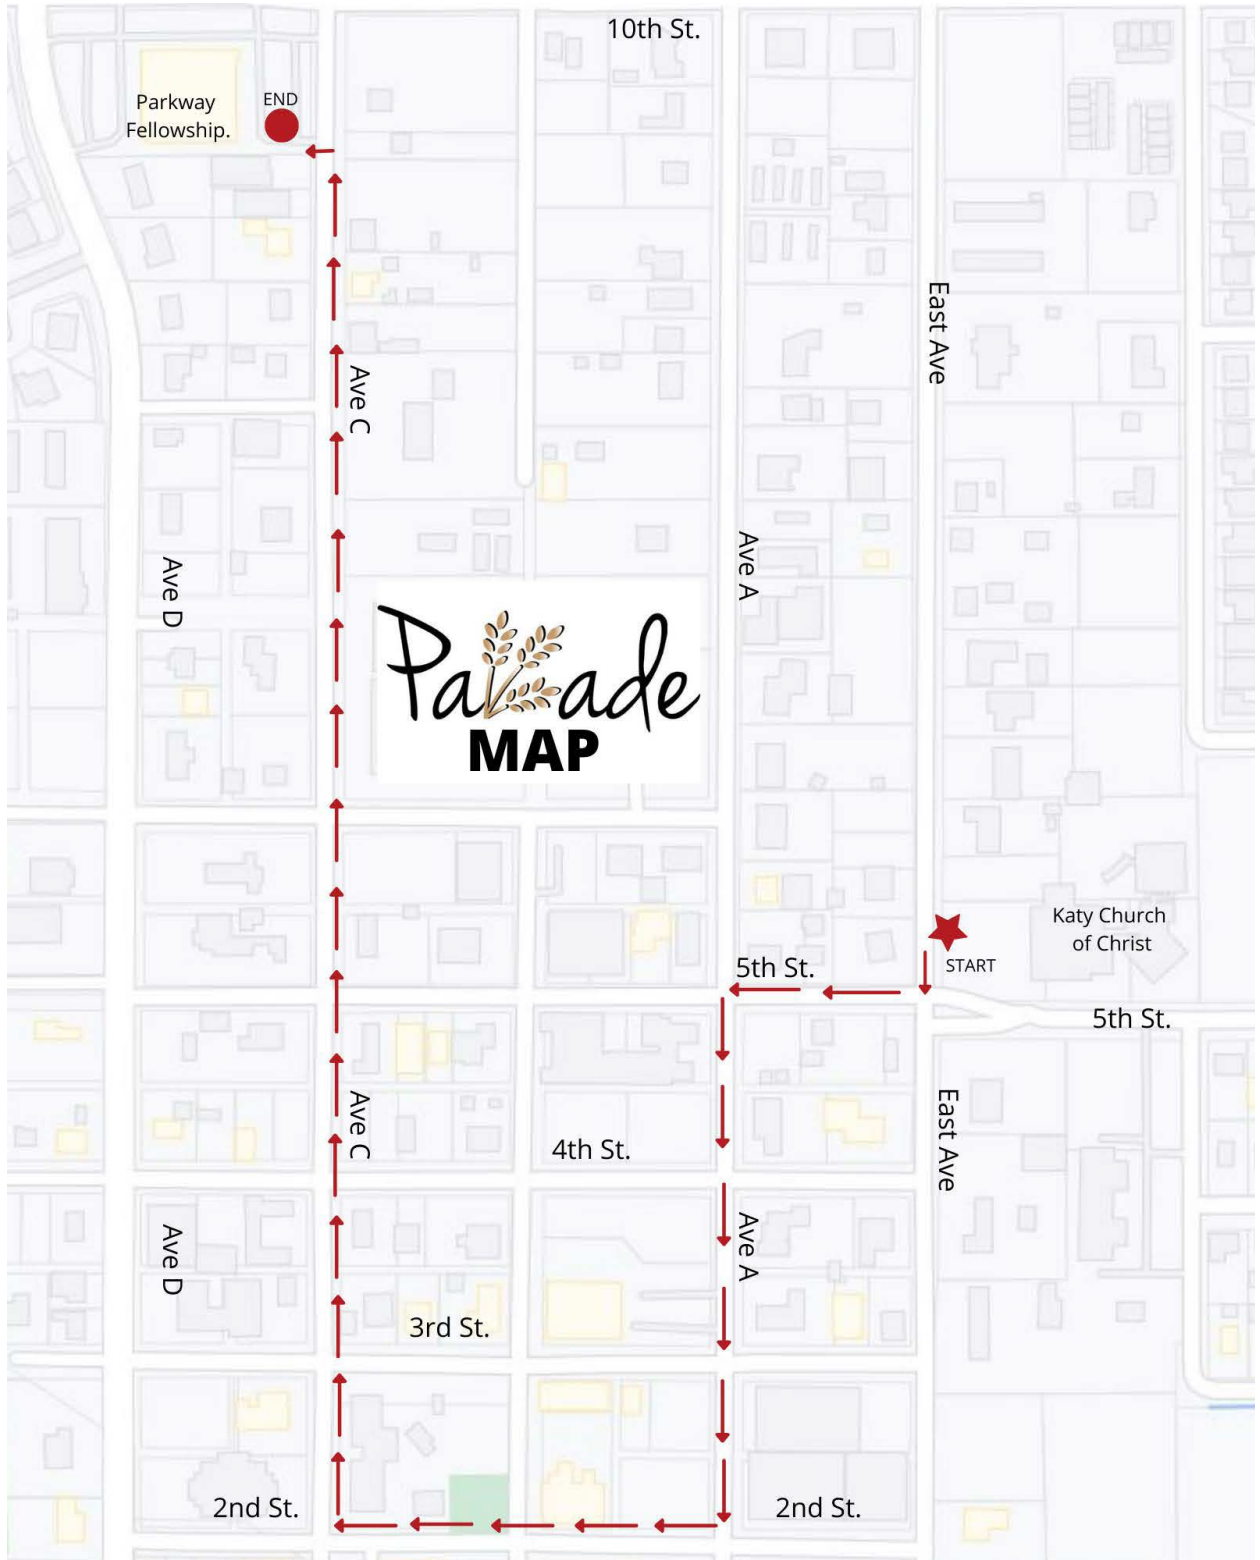 10th St.
Parkway
Fellowship.
END
East Ave
Ave C
Ave A
Ave D
Parade
MAP
Katy Church
of Christ
START
5th St.
5th St.
Ave C
East Ave
4th St.
Ave A
Ave D
3rd St.
2nd St.
2nd St.